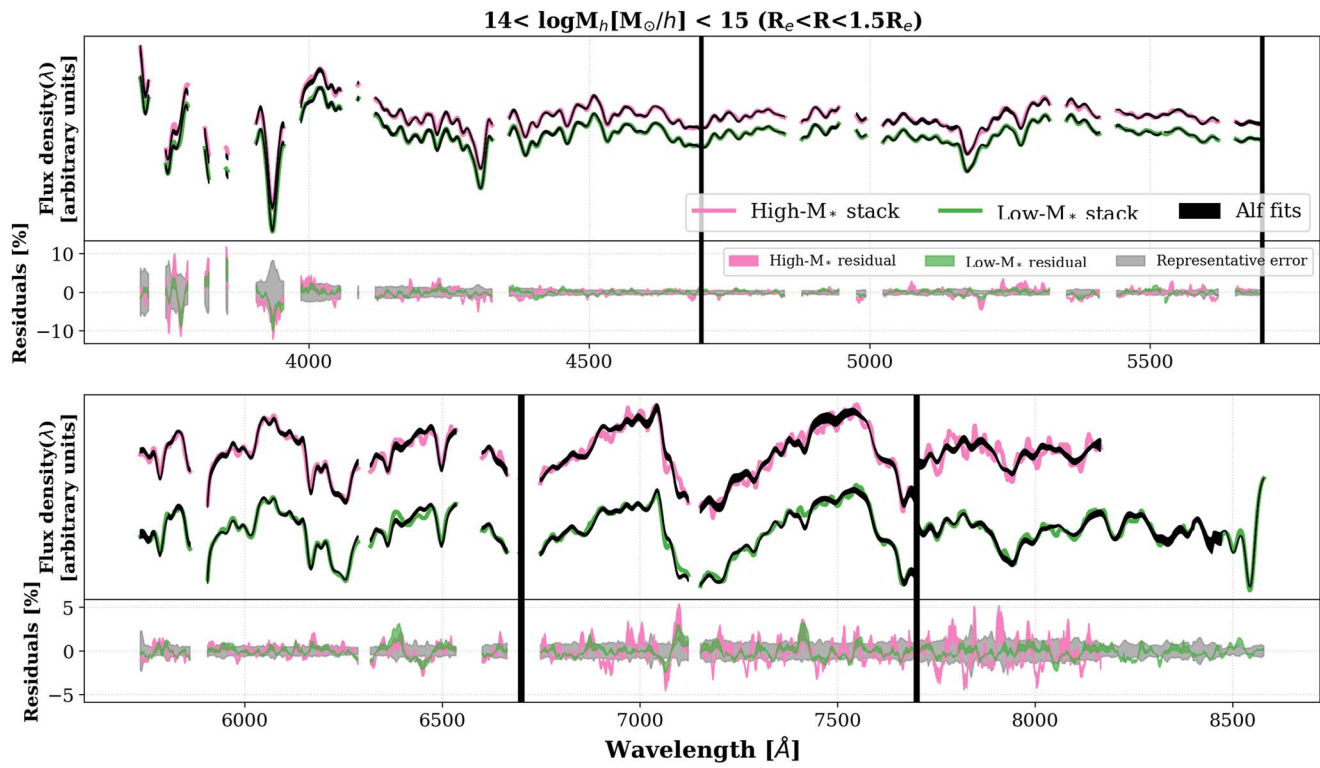 14< logM_h[M_⊙/h] < 15 (R_e<R<1.5R_e)
Flux density(λ)
[arbitrary units]
High-M_* stack
Low-M_* stack
Alf fits
Residuals [%]
10
0
−10
High-M_* residual
Low-M_* residual
Representative error
4000
4500
5000
5500
Flux density(λ)
[arbitrary units]
Residuals [%]
5
0
−5
6000
6500
7000
7500
8000
8500
Wavelength [Å]